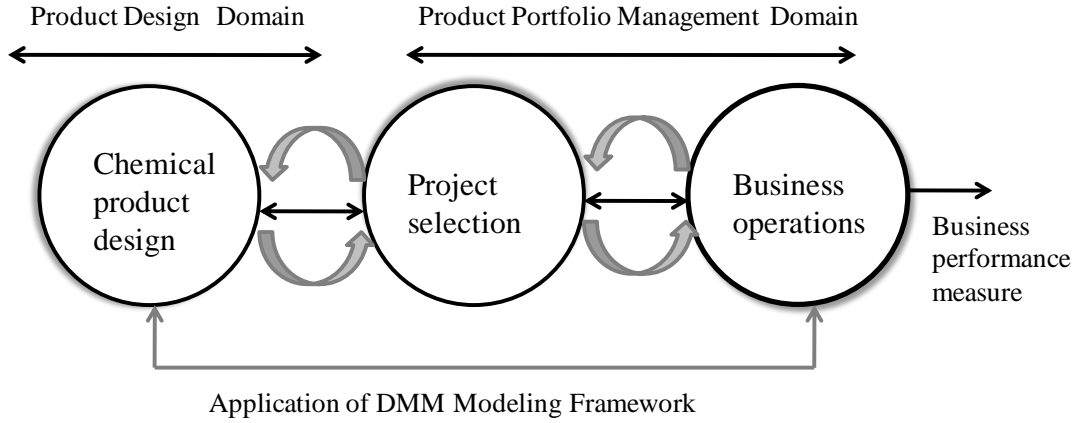 Product Design Domain
Product Portfolio Management Domain
Chemical
product
design
Project
selection
Business
operations
Business
performance
measure
Application of DMM Modeling Framework